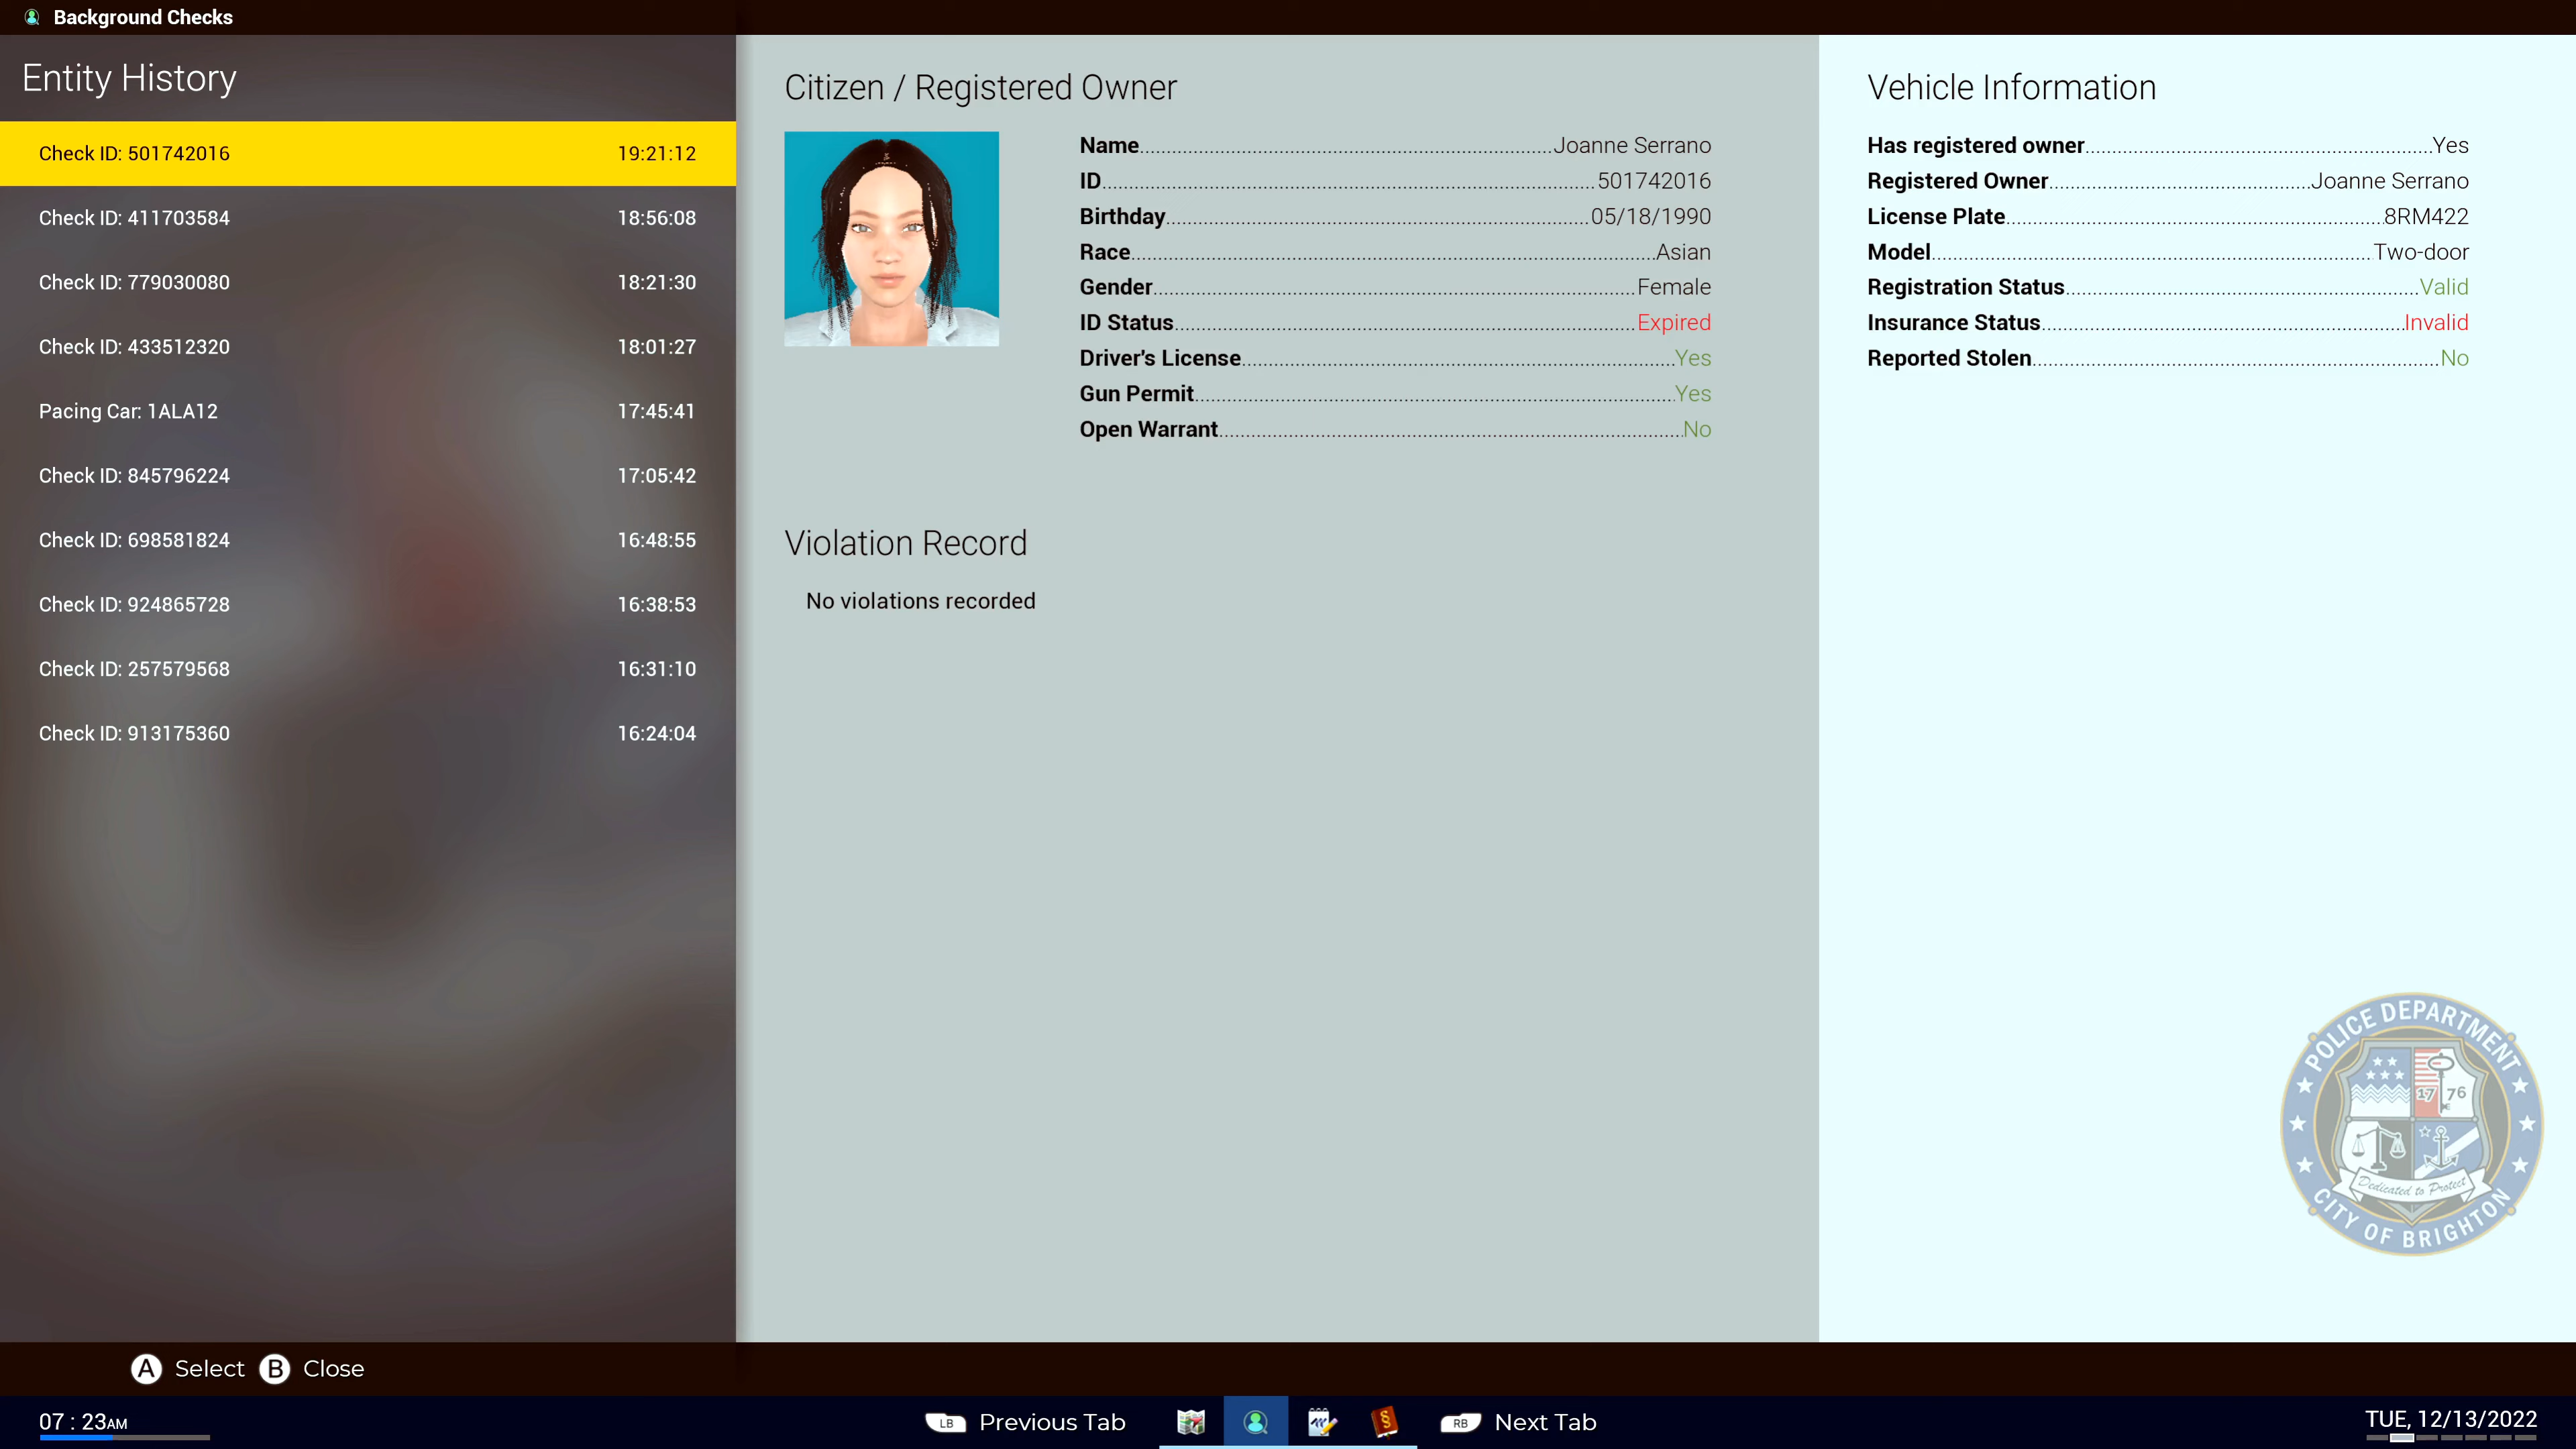 Background Checks
Entity History
Check ID: 501742016 19:21:12
Check ID: 411703584 18:56:08
Check ID: 779030080 18:21:30
Check ID: 433512320 18:01:27
Pacing Car: 1ALA12 17:45:41
Check ID: 845796224 17:05:42
Check ID: 698581824 16:48:55
Check ID: 924865728 16:38:53
Check ID: 257579568 16:31:10
Check ID: 913175360 16:24:04
Citizen / Registered Owner
Name Joanne Serrano
ID 501742016
Birthday 05/18/1990
Race Asian
Gender Female
ID Status Expired
Driver's License Yes
Gun Permit Yes
Open Warrant No
Violation Record
No violations recorded
Vehicle Information
Has registered owner Yes
Registered Owner Joanne Serrano
License Plate 8RM422
Model Two-door
Registration Status Valid
Insurance Status Invalid
Reported Stolen No
POLICE DEPARTMENT
17 76
Dedicated to Protect
CITY OF BRIGHTON
A Select B Close
07 : 23AM
LB Previous Tab
§
RB Next Tab
TUE, 12/13/2022